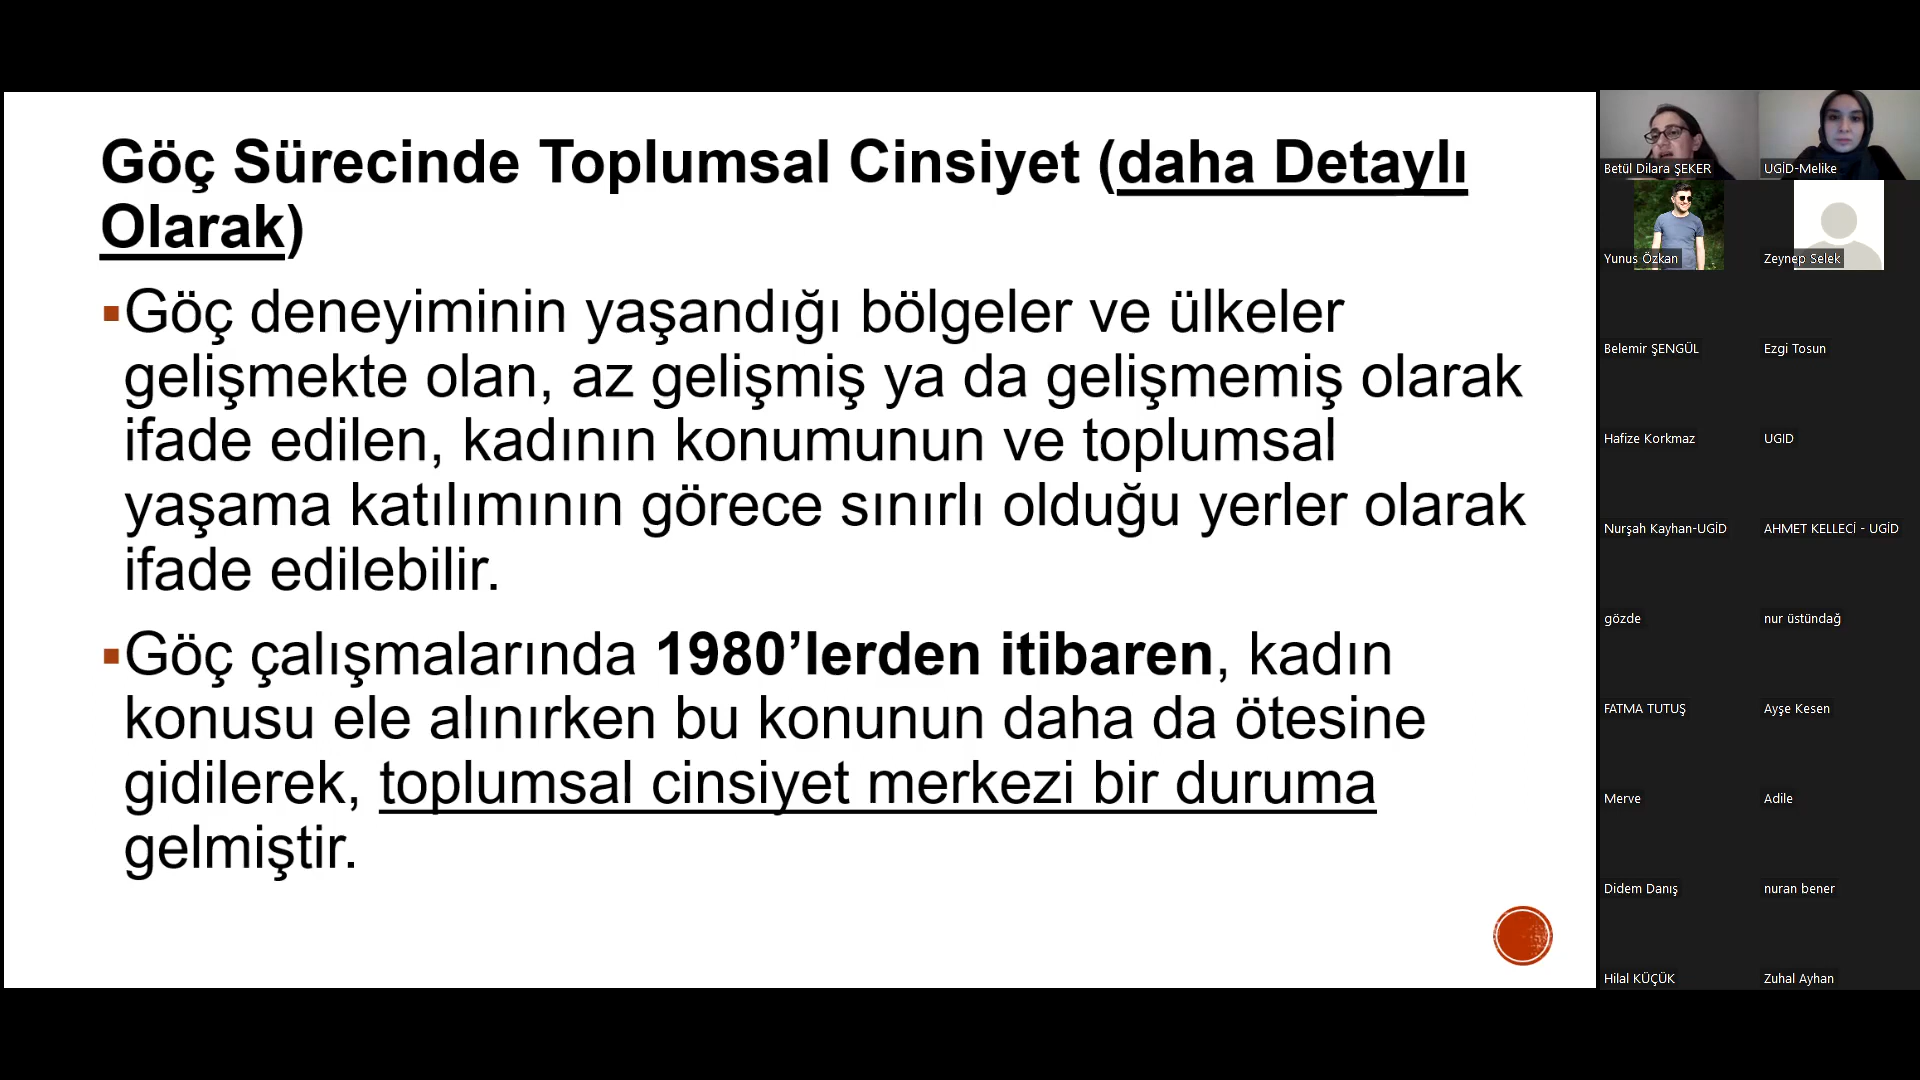 Göç Sürecinde Toplumsal Cinsiyet (daha Detaylı
Olarak)
▪Göç deneyiminin yaşandığı bölgeler ve ülkeler
gelişmekte olan, az gelişmiş ya da gelişmemiş olarak
ifade edilen, kadının konumunun ve toplumsal
yaşama katılımının görece sınırlı olduğu yerler olarak
ifade edilebilir.
▪Göç çalışmalarında 1980’lerden itibaren, kadın
konusu ele alınırken bu konunun daha da ötesine
gidilerek, toplumsal cinsiyet merkezi bir duruma
gelmiştir.
Betül Dilara ŞEKER
UGİD-Melike
Yunus Özkan
Zeynep Selek
Belemir ŞENGÜL
Ezgi Tosun
Hafize Korkmaz
UGID
Nurşah Kayhan-UGİD
AHMET KELLECİ - UGİD
gözde
nur üstündağ
FATMA TUTUŞ
Ayşe Kesen
Merve
Adile
Didem Danış
nuran bener
Hilal KÜÇÜK
Zuhal Ayhan